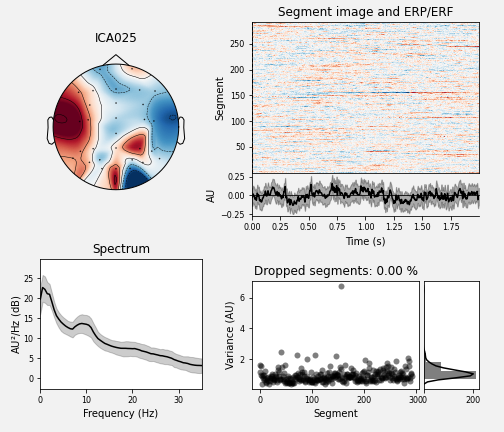 ICA025
Segment image and ERP/ERF
Segment
250
200
150
100
50
AU
0.25
0.00
−0.25
0.00 0.25 0.50 0.75 1.00 1.25 1.50 1.75
Time (s)
Spectrum
AU²/Hz (dB)
25
20
15
10
5
0
0 10 20 30
Frequency (Hz)
Dropped segments: 0.00 %
Variance (AU)
6
4
2
0 100 200 300
Segment
0 200